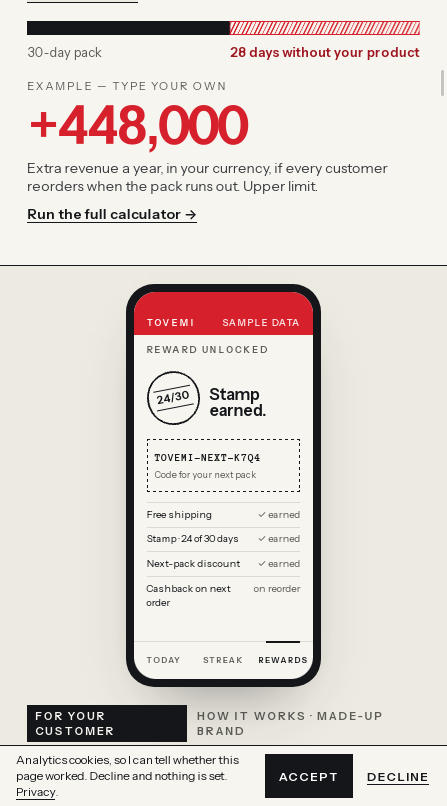 30-day pack
28 days without your product
EXAMPLE — TYPE YOUR OWN
+448,000
Extra revenue a year, in your currency, if every customer
reorders when the pack runs out. Upper limit.
Run the full calculator →
TOVEMI
SAMPLE DATA
REWARD UNLOCKED
24/30
Stamp
earned.
TOVEMI-NEXT-K7Q4
Code for your next pack
Free shipping ✓ earned
Stamp · 24 of 30 days ✓ earned
Next-pack discount ✓ earned
Cashback on next on reorder
order
TODAY STREAK REWARDS
FOR YOUR
CUSTOMER
HOW IT WORKS · MADE-UP
BRAND
Analytics cookies, so I can tell whether this
page worked. Decline and nothing is set.
Privacy.
ACCEPT
DECLINE